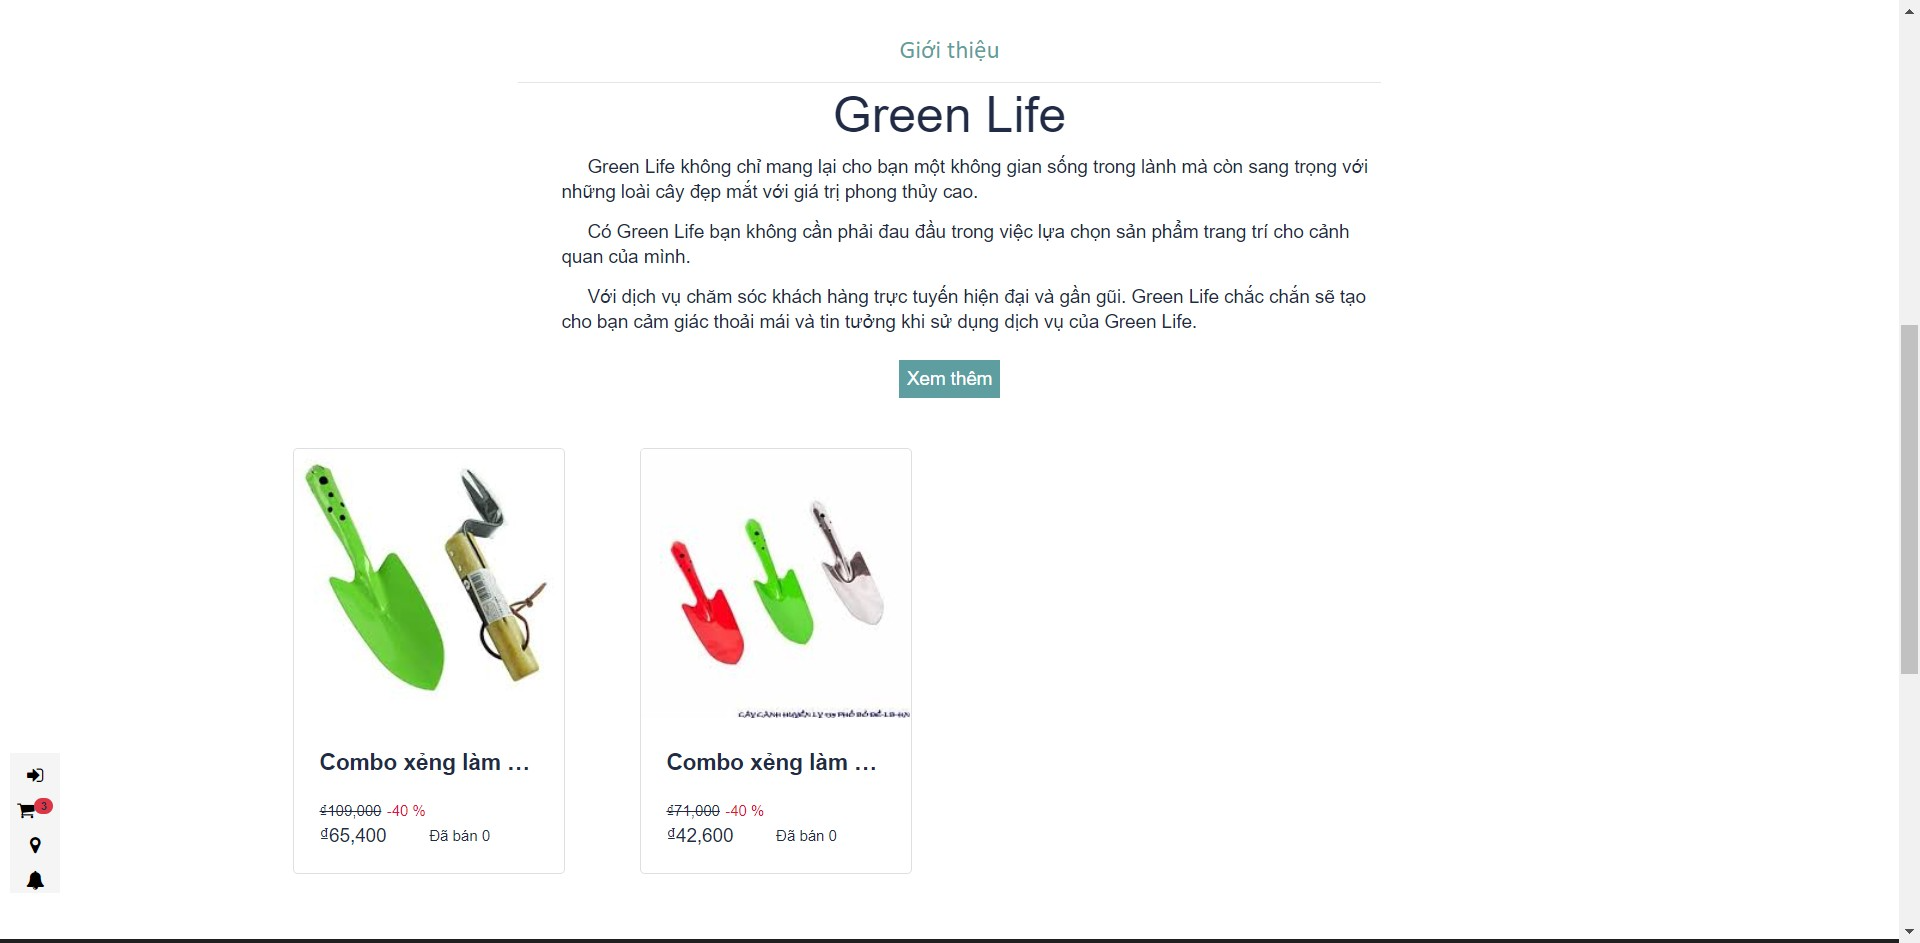 Giới thiệu
Green Life
Green Life không chỉ mang lại cho bạn một không gian sống trong lành mà còn sang trọng với
những loài cây đẹp mắt với giá trị phong thủy cao.
Có Green Life bạn không cần phải đau đầu trong việc lựa chọn sản phẩm trang trí cho cảnh
quan của mình.
Với dịch vụ chăm sóc khách hàng trực tuyến hiện đại và gần gũi. Green Life chắc chắn sẽ tạo
cho bạn cảm giác thoải mái và tin tưởng khi sử dụng dịch vụ của Green Life.
Xem thêm
CÂY CẢNH
Combo xẻng làm ...
₫109,000 -40 %
₫65,400 Đã bán 0
Combo xẻng làm ...
₫71,000 -40 %
₫42,600 Đã bán 0
3